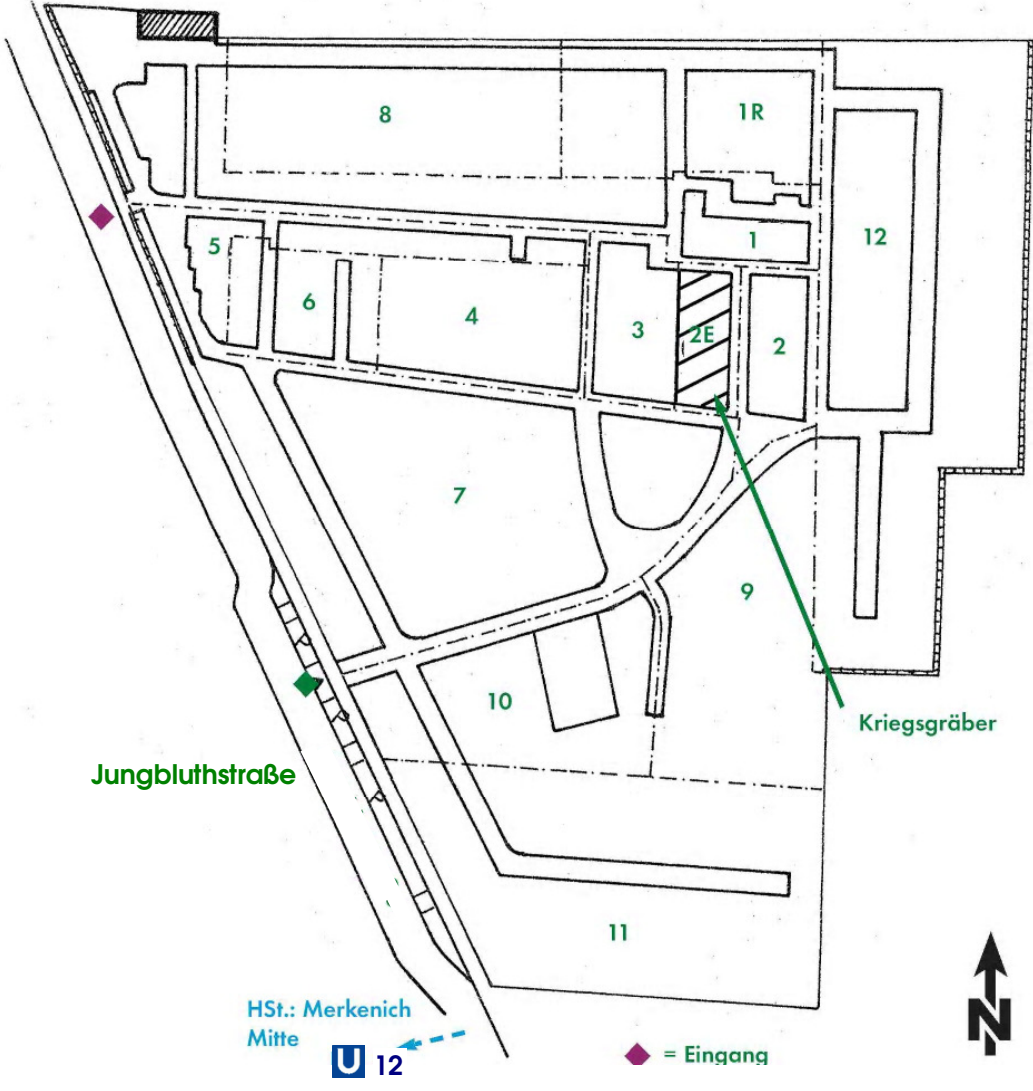 8
1R
5
6
4
3
2E
1
2
12
7
9
10
Kriegsgräber
Jungbluthstraße
11
HSt.: Merkenich
Mitte
U 12
= Eingang
N